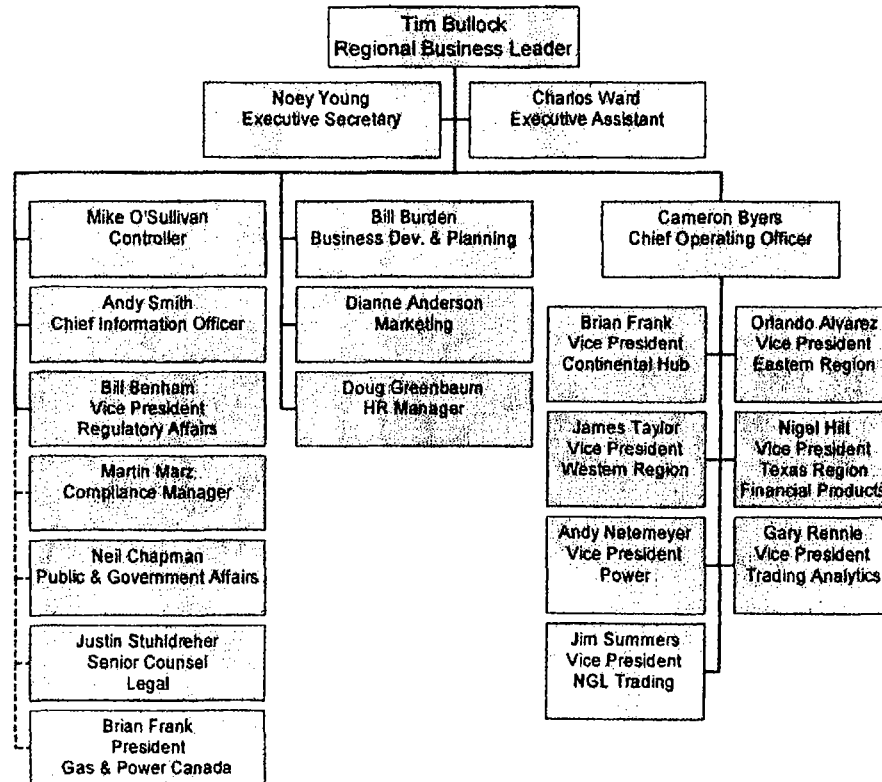 Tim Bullock
Regional Business Leader
Noey Young
Executive Secretary
Charles Ward
Executive Assistant
Mike O'Sullivan
Controller
Andy Smith
Chief Information Officer
Bill Benham
Vice President
Regulatory Affairs
Martin Marz
Compliance Manager
Neil Chapman
Public & Government Affairs
Justin Stuhldreher
Senior Counsel
Legal
Brian Frank
President
Gas & Power Canada
Bill Burden
Business Dev. & Planning
Dianne Anderson
Marketing
Doug Greenbaum
HR Manager
Cameron Byers
Chief Operating Officer
Brian Frank
Vice President
Continental Hub
Orlando Alvarez
Vice President
Eastern Region
James Taylor
Vice President
Western Region
Nigel Hill
Vice President
Texas Region
Financial Products
Andy Netemeyer
Vice President
Power
Gary Rennie
Vice President
Trading Analytics
Jim Summers
Vice President
NGL Trading